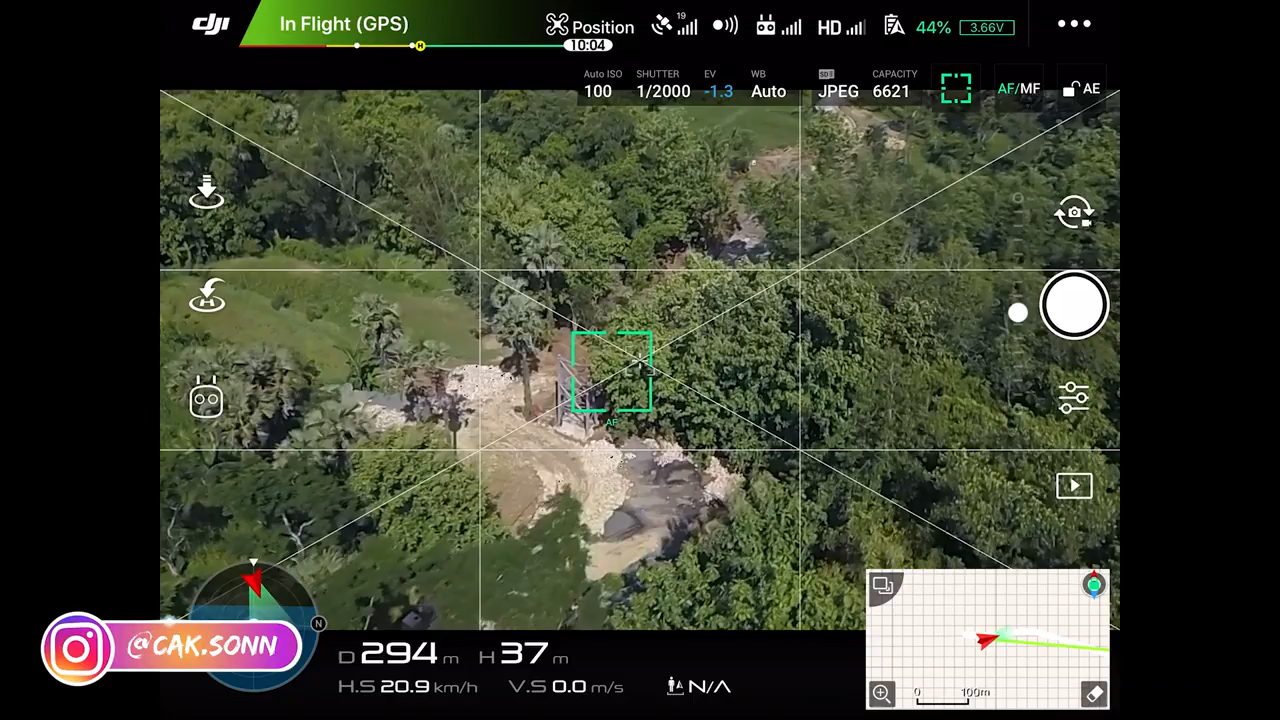 dji In Flight (GPS) Position 19 HD 44% 3.66V
10:04
Auto ISO SHUTTER EV WB CAPACITY
100 1/2000 -1.3 Auto JPEG 6621 AF/MF AE
AF
N
H
@CAK.SONN
D 294 m H 37 m
H.S 20.9 km/h V.S 0.0 m/s N/A
0 100m